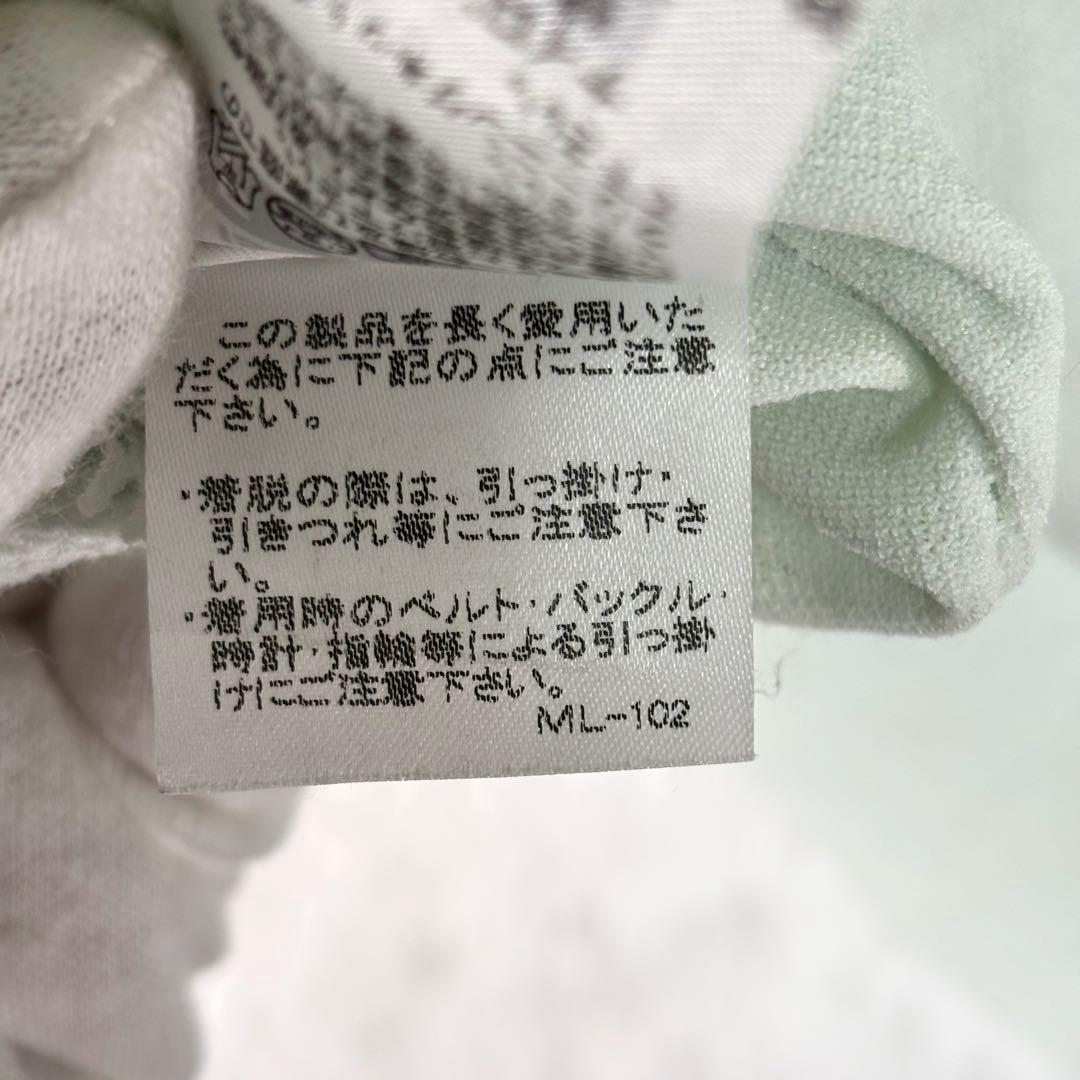 この製品を長く愛用いた
だく為に下記の点にご注意
下さい。
・着脱の際は、引っ掛け・
引きつれ等にご注意下さ
い。
・着用時のベルト・バックル・
時計・指輪等による引っ掛
けにご注意下さい。
ML-102